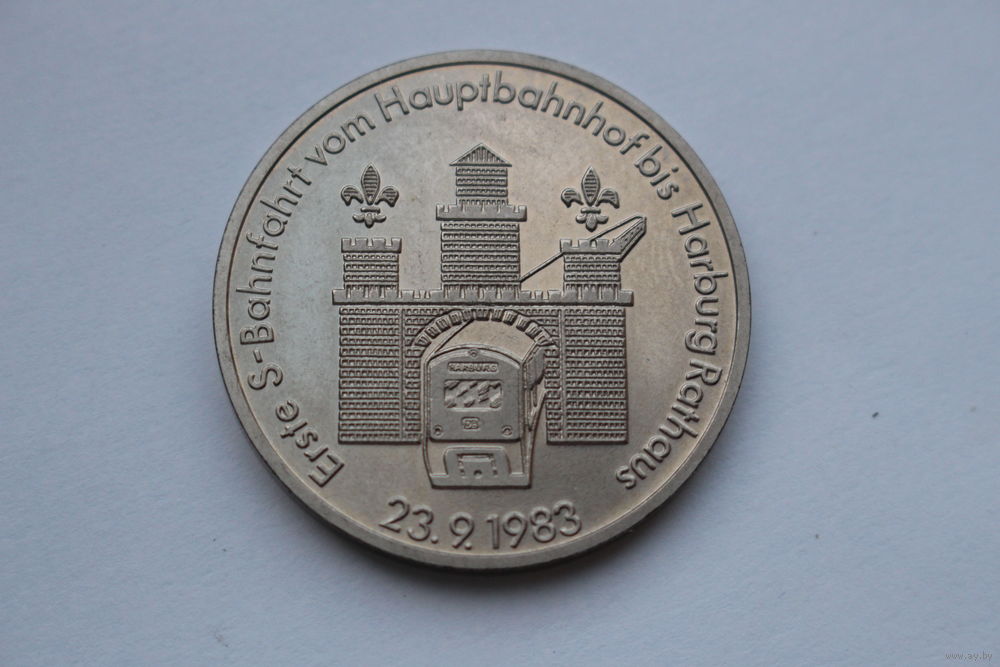 Erste S-Bahnfahrt vom Hauptbahnhof bis Harburg Rathaus
HARBURG
DB
23.9.1983
www.ay.by